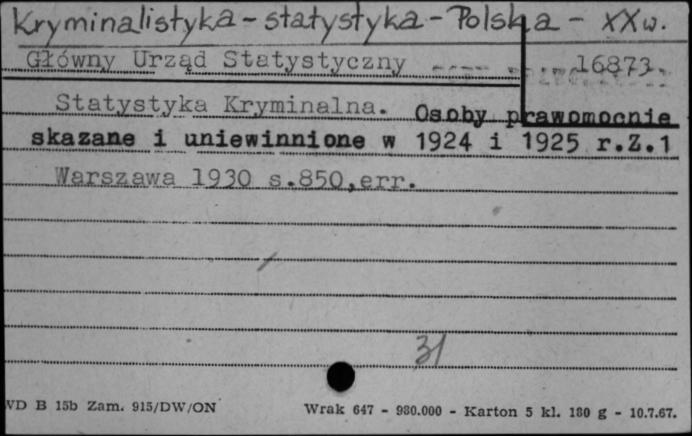 Kryminalistyka - statystyka - Polska - XXw.
Główny Urząd Statystyczny 16873
Statystyka Kryminalna. Osoby prawomocnie
skazane i uniewinnione w 1924 i 1925 r.Z.1
Warszawa 1930 s.850,err.
31
WD B 15b Zam. 915/DW/ON Wrak 647 - 980.000 - Karton 5 kl. 180 g - 10.7.67.